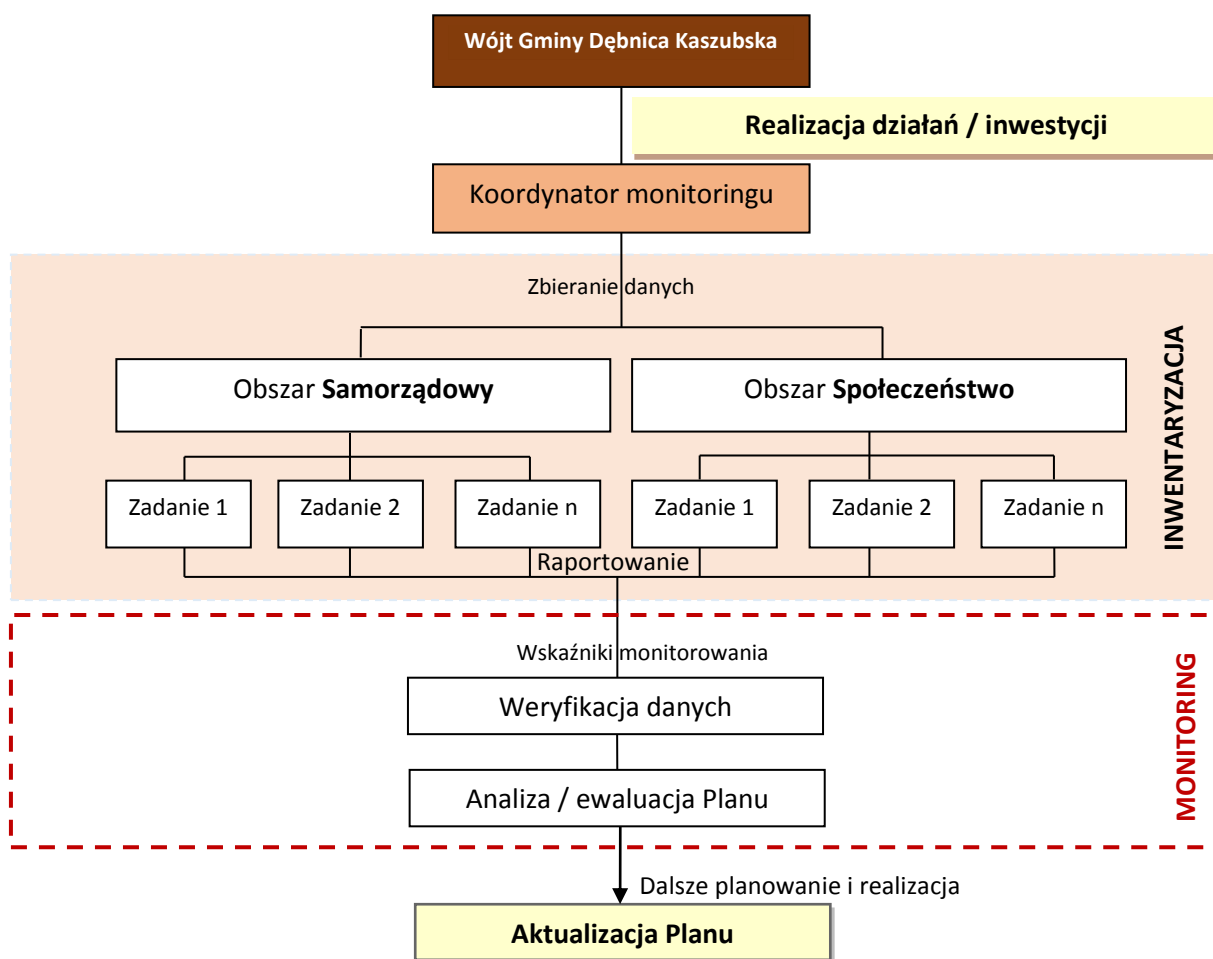 Wójt Gminy Dębnica Kaszubska
Realizacja działań / inwestycji
Koordynator monitoringu
Zbieranie danych
Obszar Samorządowy
Obszar Społeczeństwo
Zadanie 1
Zadanie 2
Zadanie n
Zadanie 1
Zadanie 2
Zadanie n
Raportowanie
INWENTARYZACJA
Wskaźniki monitorowania
Weryfikacja danych
Analiza / ewaluacja Planu
MONITORING
Dalsze planowanie i realizacja
Aktualizacja Planu